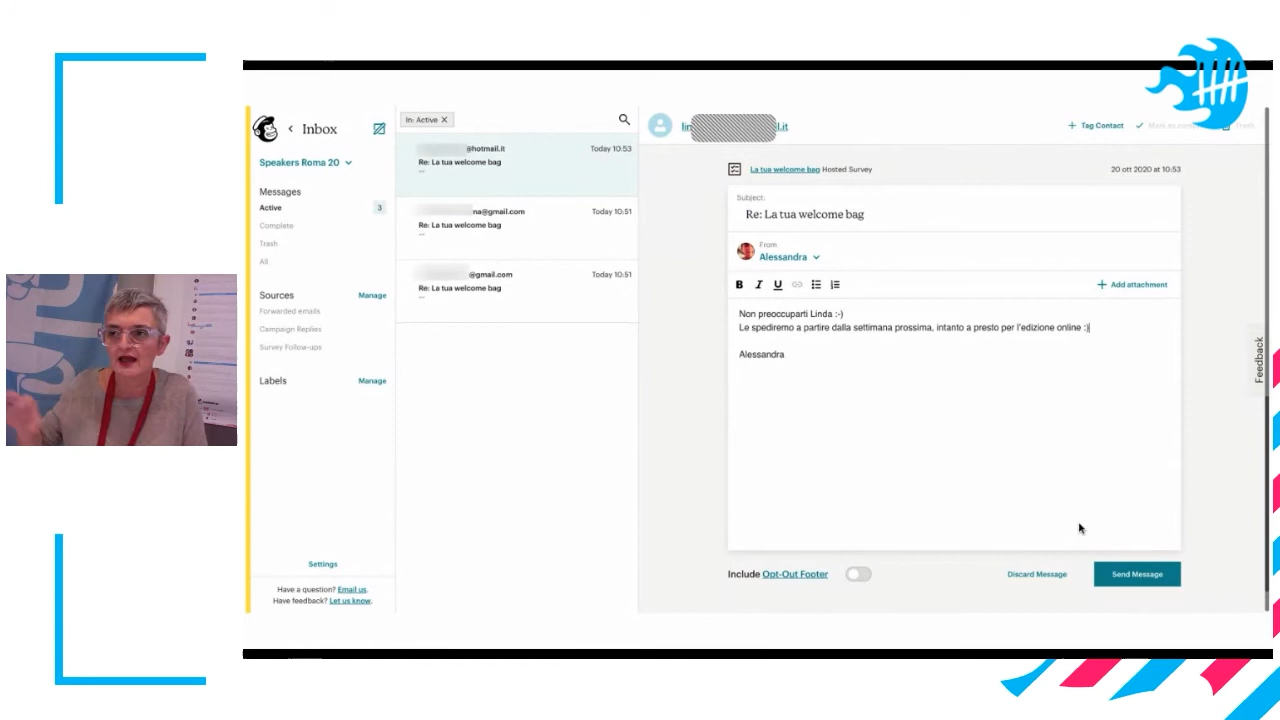 Inbox
Speakers Roma 20
Messages
Active 3
Complete
Trash
All
Sources Manage
Forwarded emails
Campaign Replies
Survey Follow-ups
Labels Manage
Settings
Have a question? Email us.
Have feedback? Let us know.
In: Active X
@hotmail.it Today 10:53
Re: La tua welcome bag
...
na@gmail.com Today 10:51
Re: La tua welcome bag
...
@gmail.com Today 10:51
Re: La tua welcome bag
...
lin l.it
+ Tag Contact
Trash
La tua welcome bag Hosted Survey 20 ott 2020 at 10:53
Subject:
Re: La tua welcome bag
From
Alessandra
B I U + Add attachment
Non preoccuparti Linda :-)
Le spediremo a partire dalla settimana prossima, intanto a presto per l'edizione online :)
Alessandra
Include Opt-Out Footer Discard Message Send Message
Feedback